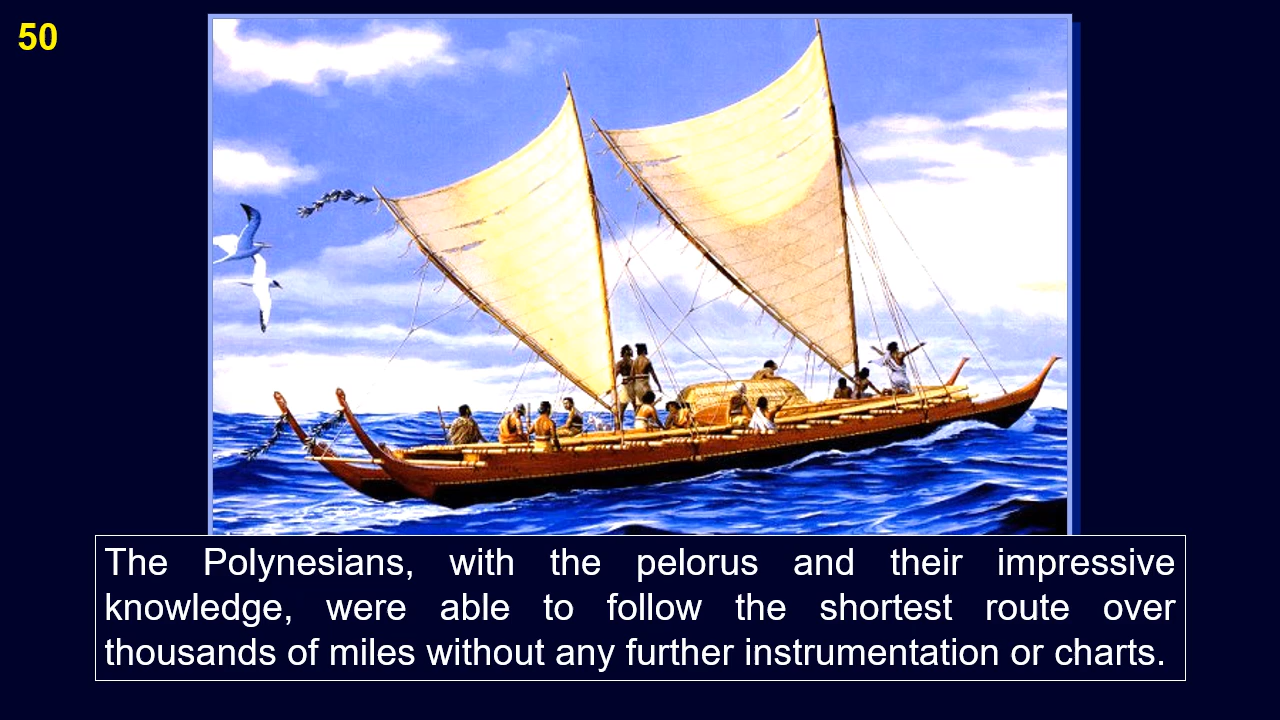 50
The Polynesians, with the pelorus and their impressive
knowledge, were able to follow the shortest route over
thousands of miles without any further instrumentation or charts.